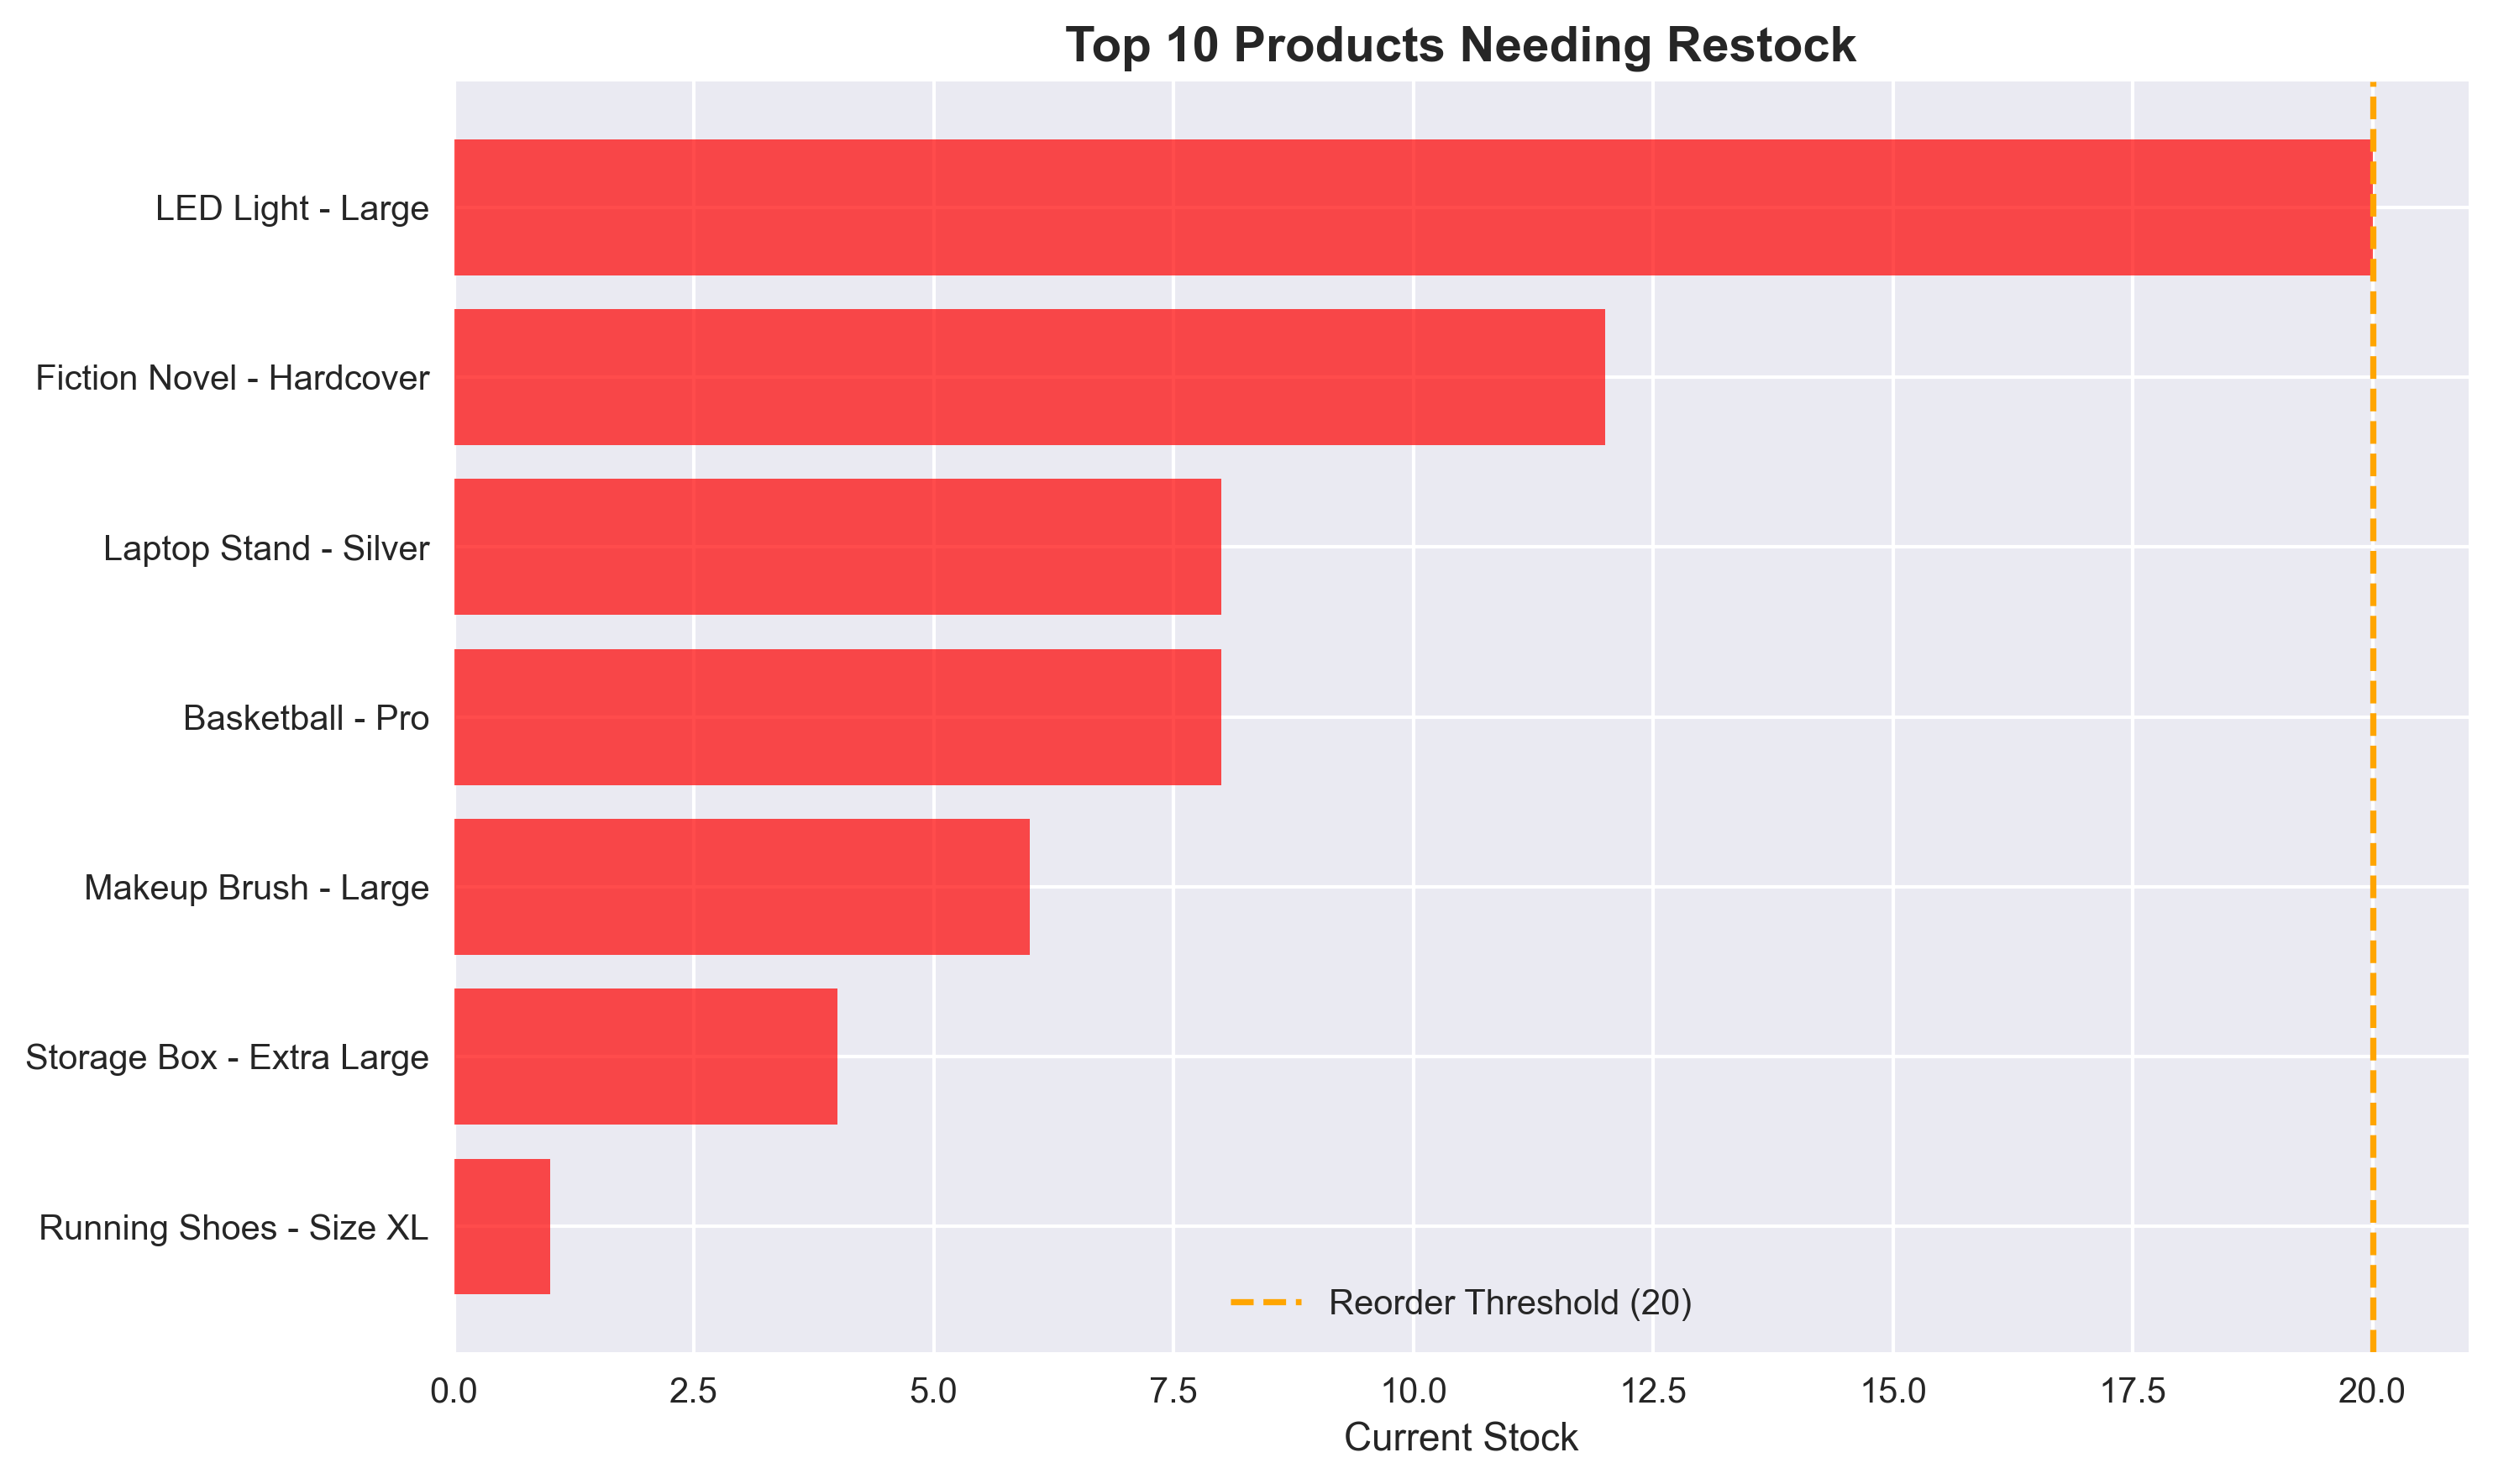 Top 10 Products Needing Restock
LED Light - Large
Fiction Novel - Hardcover
Laptop Stand - Silver
Basketball - Pro
Makeup Brush - Large
Storage Box - Extra Large
Running Shoes - Size XL
Reorder Threshold (20)
0.0 2.5 5.0 7.5 10.0 12.5 15.0 17.5 20.0
Current Stock